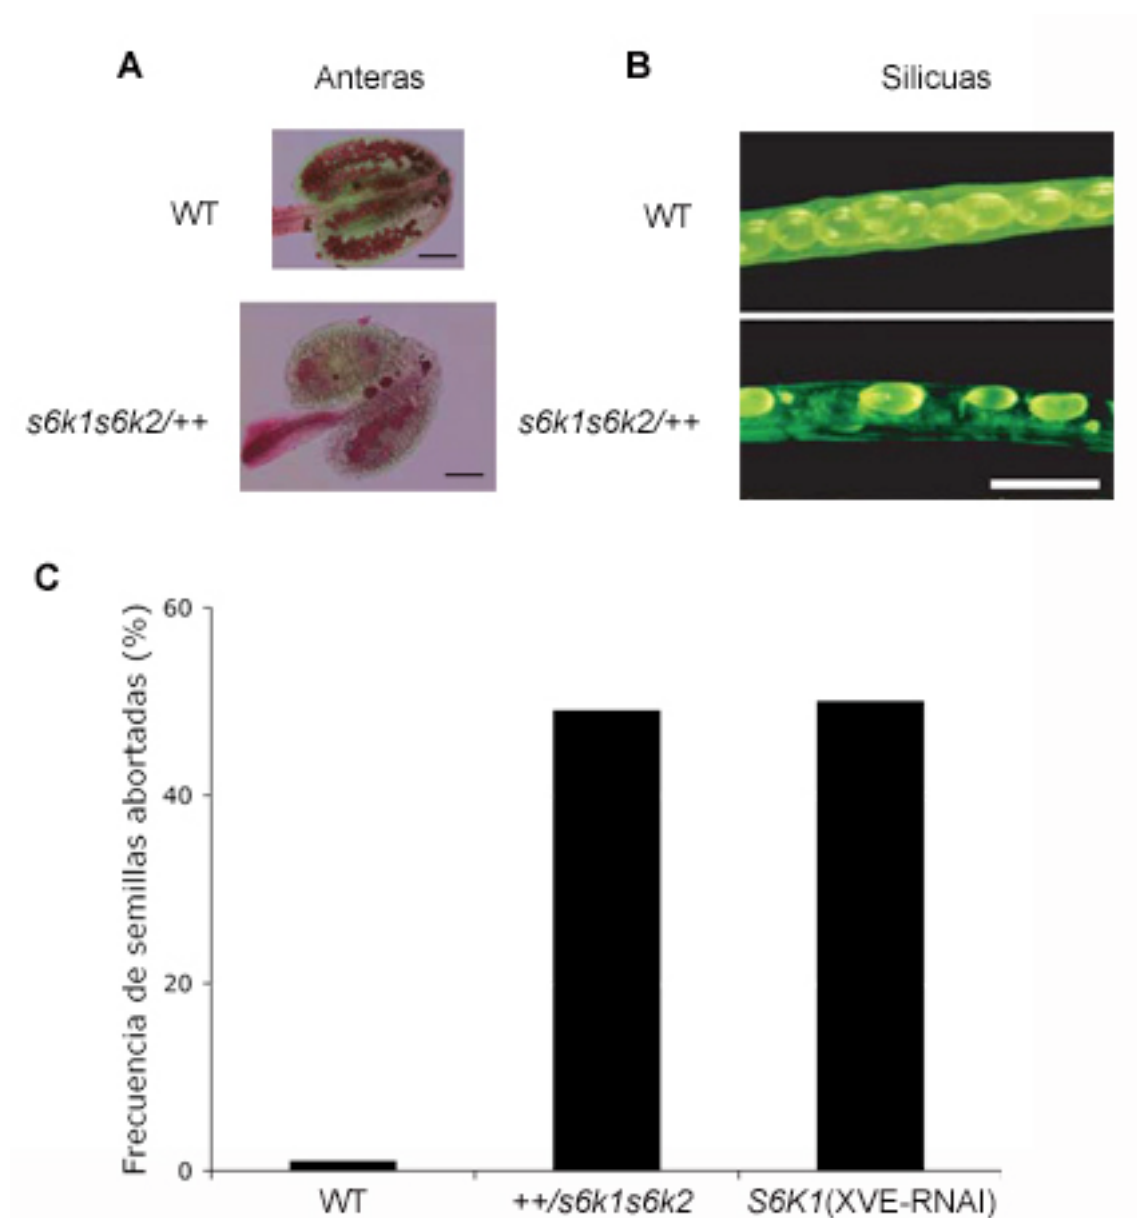 A Anteras B Silicuas
WT WT
s6k1s6k2/++ s6k1s6k2/++
C
Frecuencia de semillas abortadas (%)
60
40
20
0
WT ++/s6k1s6k2 S6K1(XVE-RNAI)